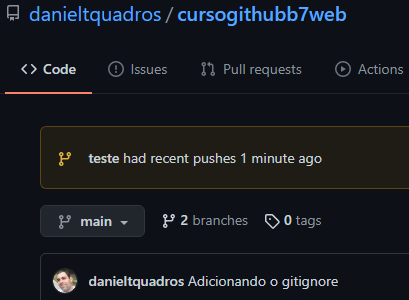 danieltquadros / cursogithubb7web
Code Issues Pull requests Actions
teste had recent pushes 1 minute ago
main 2 branches 0 tags
danieltquadros Adicionando o gitignore